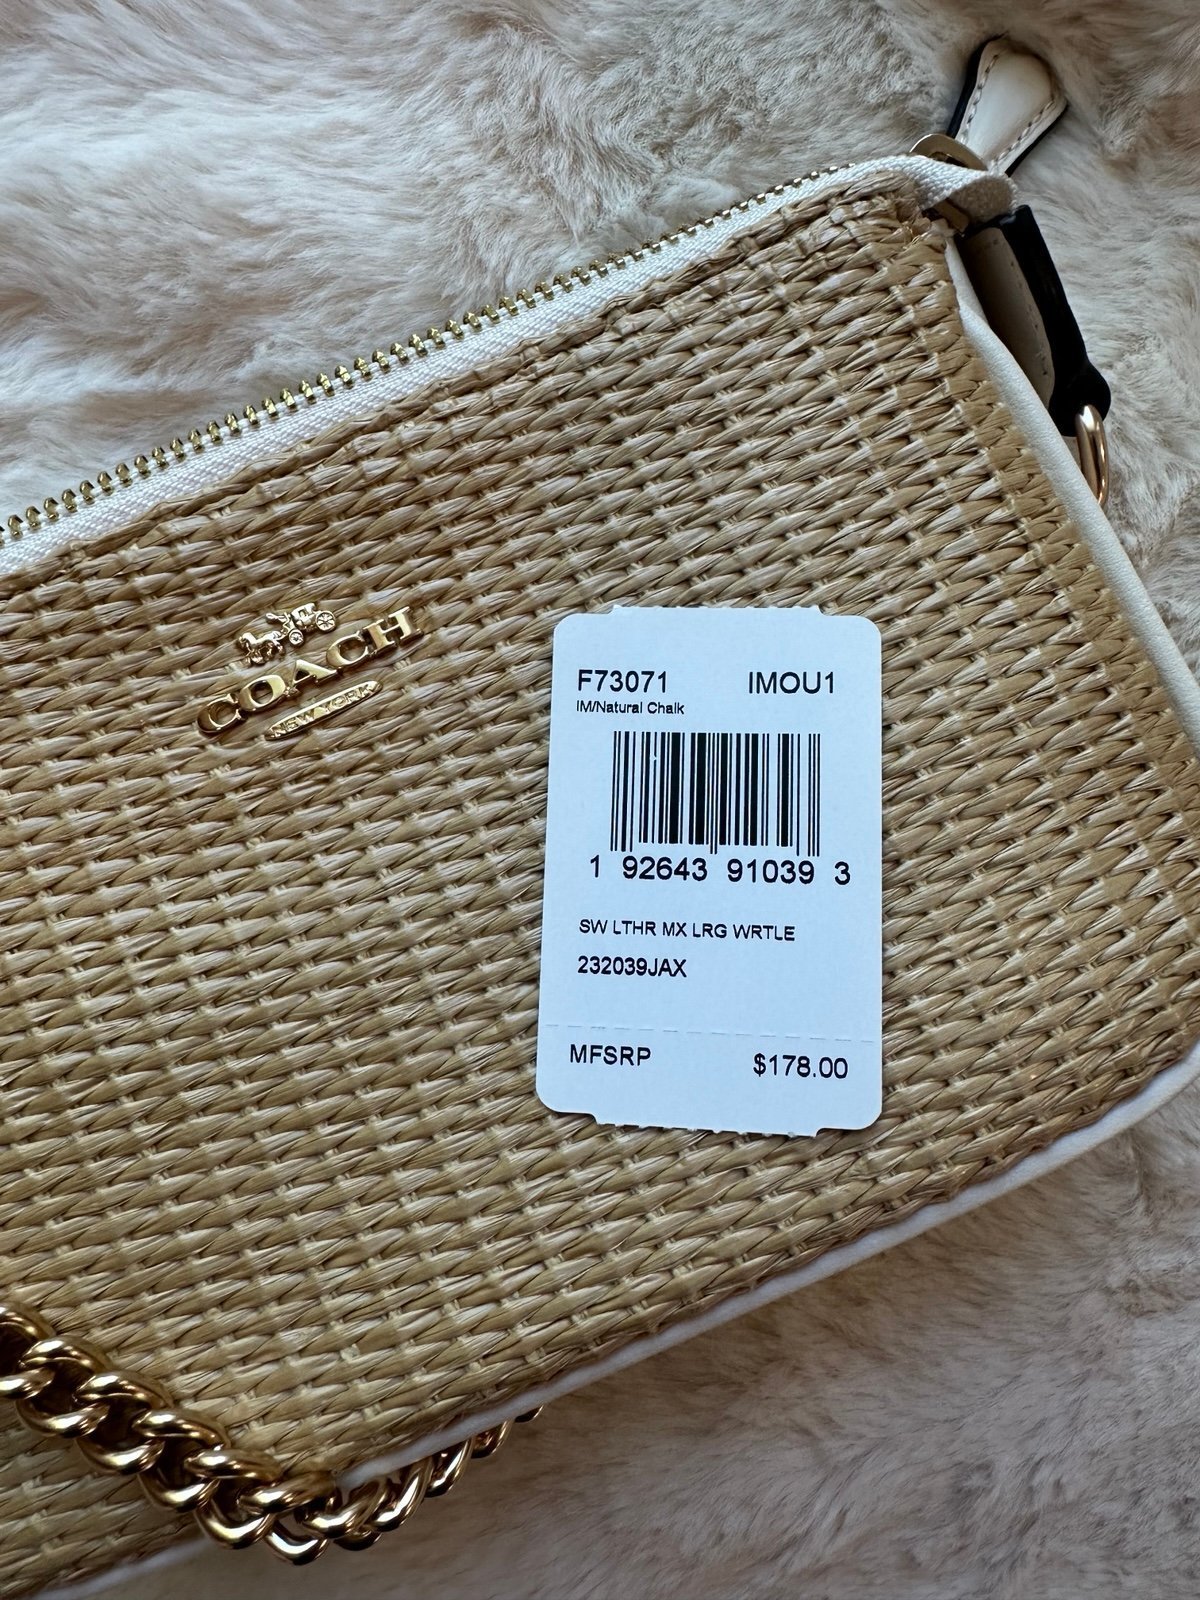 COACH
NEW YORK
F73071 IMOU1
IM/Natural Chalk
1 92643 91039 3
SW LTHR MX LRG WRTLE
232039JAX
MFSRP $178.00